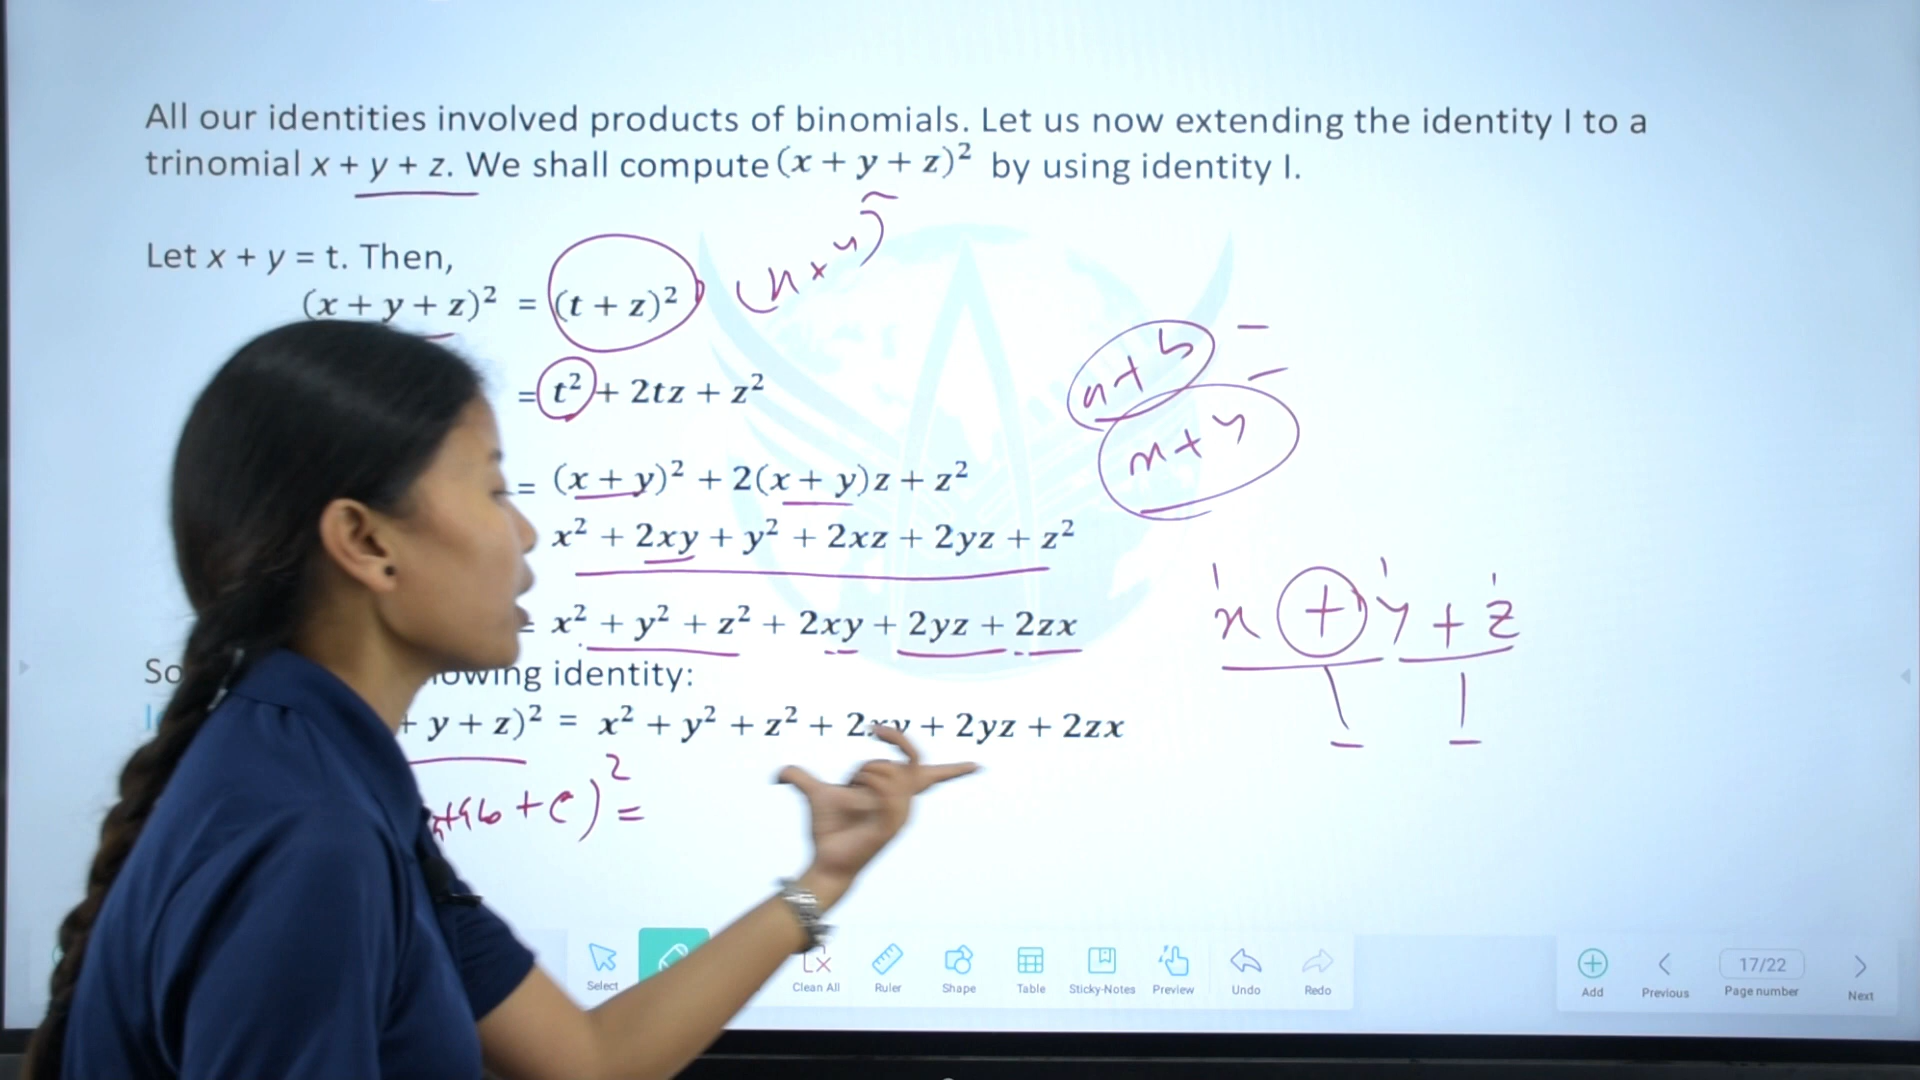 All our identities involved products of binomials. Let us now extending the identity I to a
trinomial x + y + z. We shall compute (x + y + z)² by using identity I.
Let x + y = t. Then,
(x + y + z)² = (t + z)²
= t² + 2tz + z²
= (x + y)² + 2(x + y)z + z²
x² + 2xy + y² + 2xz + 2yz + z²
= x² + y² + z² + 2xy + 2yz + 2zx
So
identity:
+ y + z)² = x² + y² + z² + 2xy + 2yz + 2zx
+ c)² =
x + y + z
Select
Clean All
Ruler
Shape
Table
Sticky-Notes
Preview
Undo
Redo
Add
Previous
17/22
Page number
Next